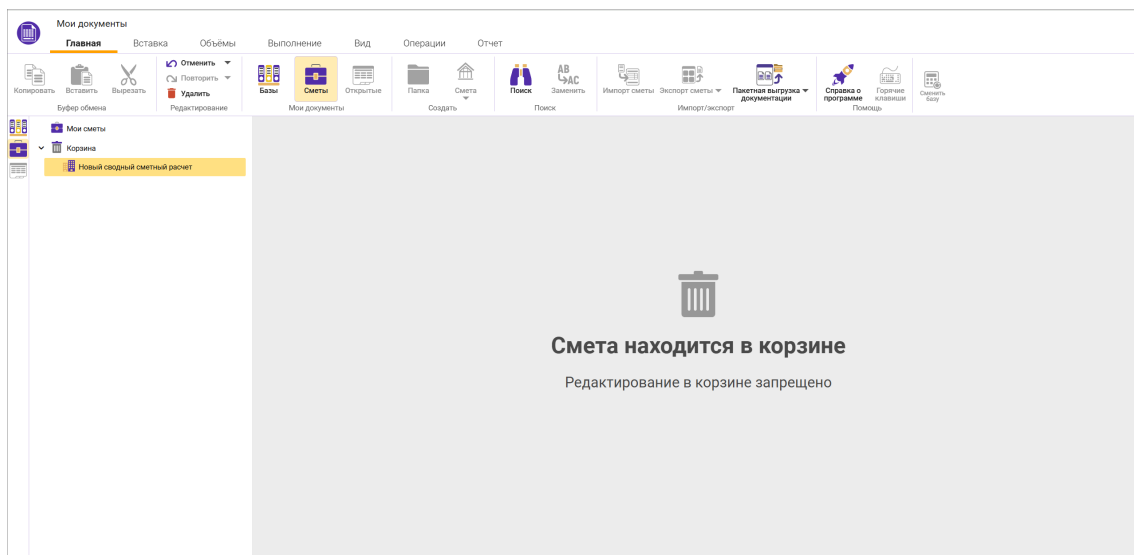 Мои документы
Главная Вставка Объёмы Выполнение Вид Операции Отчет
Копировать Вставить Вырезать
Буфер обмена
Отменить
Повторить
Удалить
Редактирование
Базы Сметы Открытые
Мои документы
Папка Смета
Создать
Поиск
AB
AC
Заменить
Поиск
Импорт сметы Экспорт сметы Пакетная выгрузка документации
Импорт/экспорт
Справка о программе Горячие клавиши
Помощь
Сменить базу
Мои сметы
Корзина
Новый сводный сметный расчет
Смета находится в корзине
Редактирование в корзине запрещено